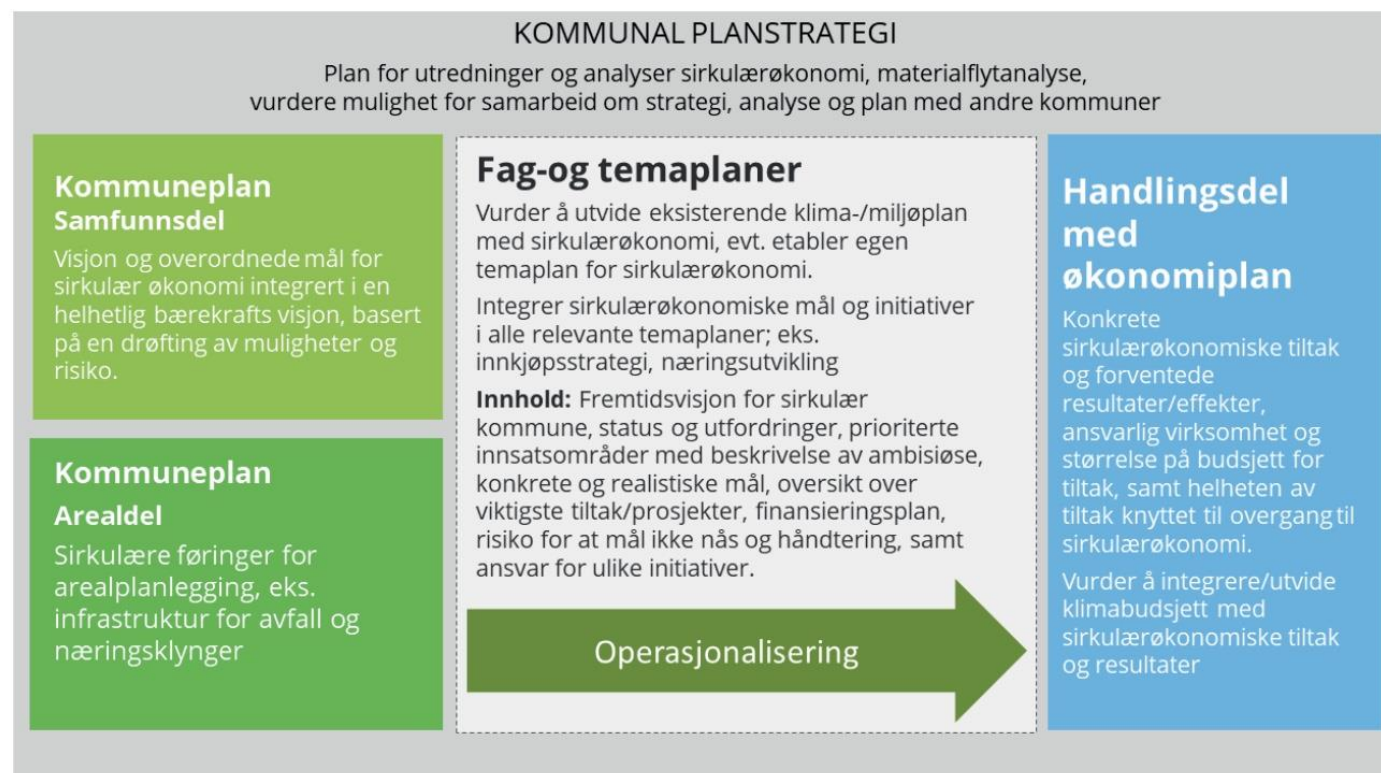 KOMMUNAL PLANSTRATEGI
Plan for utredninger og analyser sirkulærøkonomi, materialflytanalyse,
vurdere mulighet for samarbeid om strategi, analyse og plan med andre kommuner
Kommuneplan
Samfunnsdel
Visjon og overordnede mål for
sirkulær økonomi integrert i en
helhetlig bærekrafts visjon, basert
på en drøfting av muligheter og
risiko.
Kommuneplan
Arealdel
Sirkulære føringer for
arealplanlegging, eks.
infrastruktur for avfall og
næringsklynger
Fag-og temaplaner
Vurder å utvide eksisterende klima-/miljøplan
med sirkulærøkonomi, evt. etabler egen
temaplan for sirkulærøkonomi.
Integrer sirkulærøkonomiske mål og initiativer
i alle relevante temaplaner; eks.
innkjøpsstrategi, næringsutvikling
Innhold: Fremtidsvisjon for sirkulær
kommune, status og utfordringer, prioriterte
innsatsområder med beskrivelse av ambisiøse,
konkrete og realistiske mål, oversikt over
viktigste tiltak/prosjekter, finansieringsplan,
risiko for at mål ikke nås og håndtering, samt
ansvar for ulike initiativer.
Operasjonalisering
Handlingsdel
med
økonomiplan
Konkrete
sirkulærøkonomiske tiltak
og forventede
resultater/effekter,
ansvarlig virksomhet og
størrelse på budsjett for
tiltak, samt helheten av
tiltak knyttet til overgang til
sirkulærøkonomi.
Vurder å integrere/utvide
klimabudsjett med
sirkulærøkonomiske tiltak
og resultater